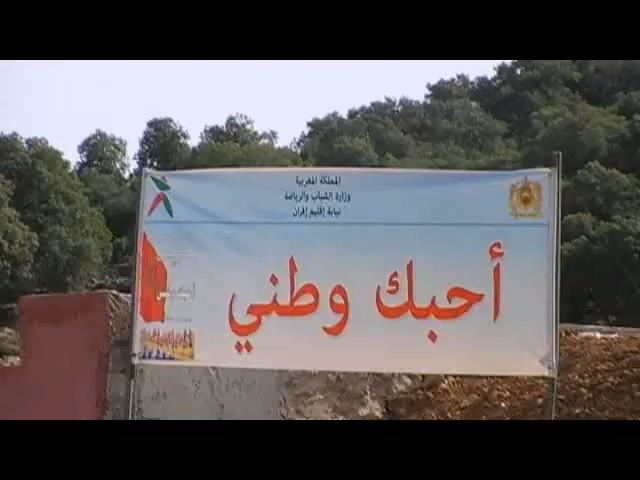 المملكة المغربية
وزارة الشباب والرياضة
نيابة إقليم إفران
أحبك وطني